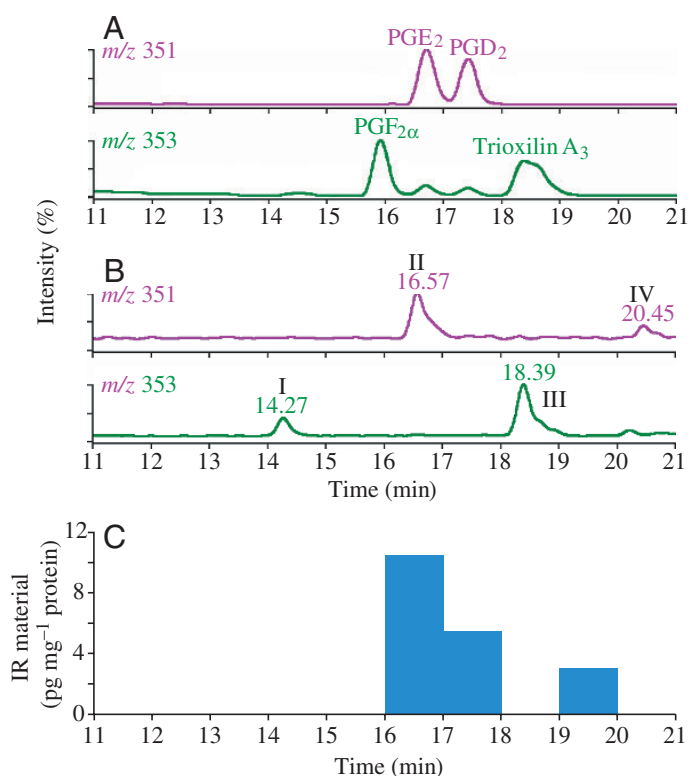 A
m/z 351
PGE₂ PGD₂
m/z 353
PGF₂α
Trioxilin A₃
11 12 13 14 15 16 17 18 19 20 21
Intensity (%)
B
m/z 351
II
16.57
IV
20.45
m/z 353
I
14.27
18.39
III
11 12 13 14 15 16 17 18 19 20 21
Time (min)
C
IR material
(pg mg⁻¹ protein)
12
8
4
0
11 12 13 14 15 16 17 18 19 20 21
Time (min)